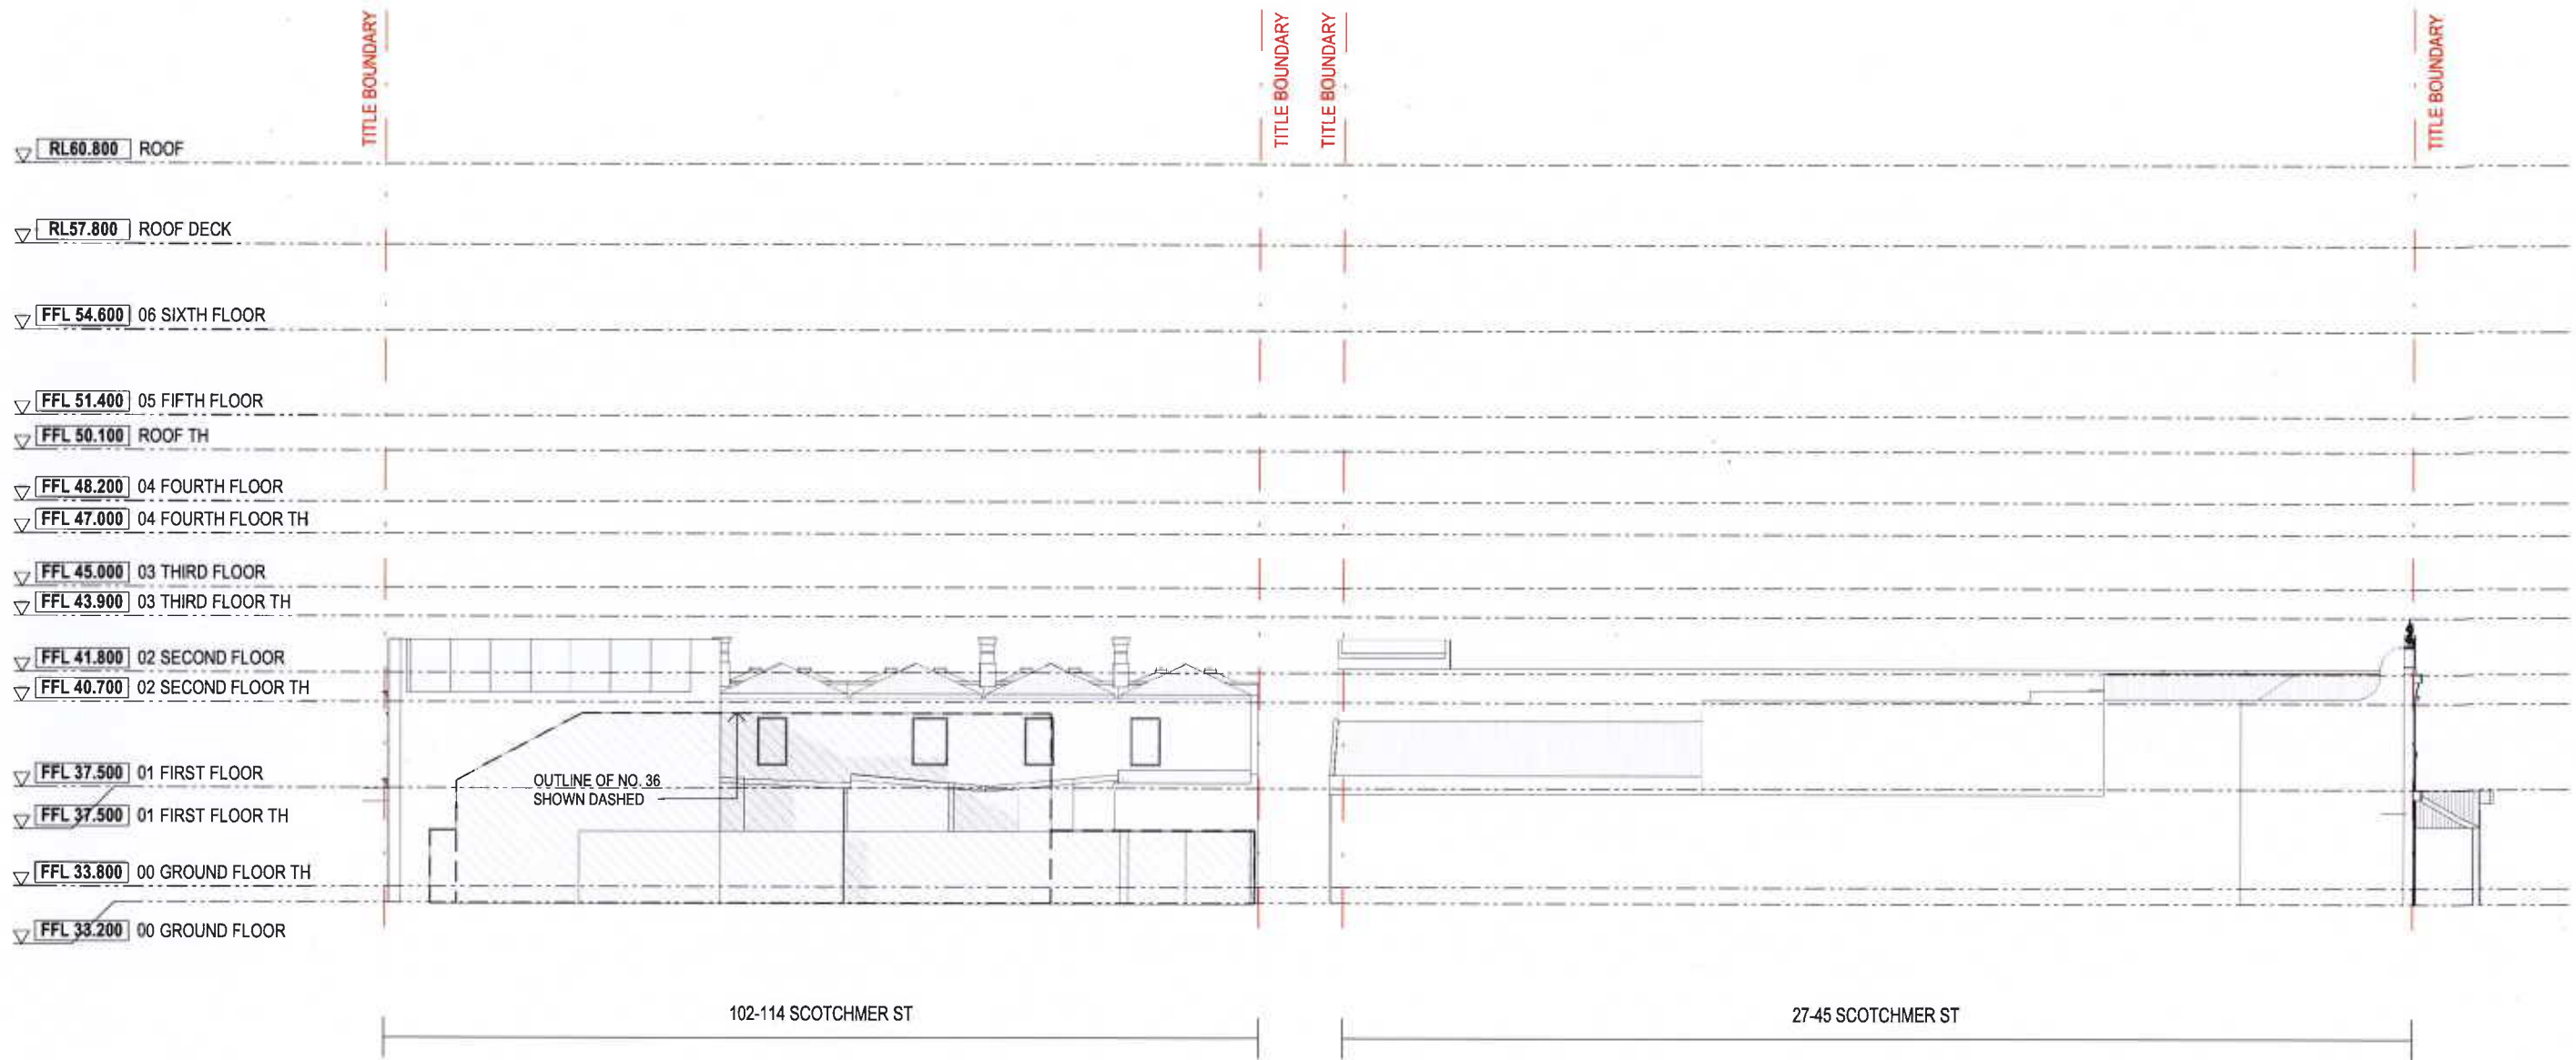 TITLE BOUNDARY
TITLE BOUNDARY
TITLE BOUNDARY
TITLE BOUNDARY
RL60.800 ROOF
RL57.800 ROOF DECK
FFL 54.600 06 SIXTH FLOOR
FFL 51.400 05 FIFTH FLOOR
FFL 50.100 ROOF TH
FFL 48.200 04 FOURTH FLOOR
FFL 47.000 04 FOURTH FLOOR TH
FFL 45.000 03 THIRD FLOOR
FFL 43.900 03 THIRD FLOOR TH
FFL 41.800 02 SECOND FLOOR
FFL 40.700 02 SECOND FLOOR TH
FFL 37.500 01 FIRST FLOOR
OUTLINE OF NO. 36
SHOWN DASHED
FFL 37.500 01 FIRST FLOOR TH
FFL 33.800 00 GROUND FLOOR TH
FFL 33.200 00 GROUND FLOOR
102-114 SCOTCHMER ST
27-45 SCOTCHMER ST